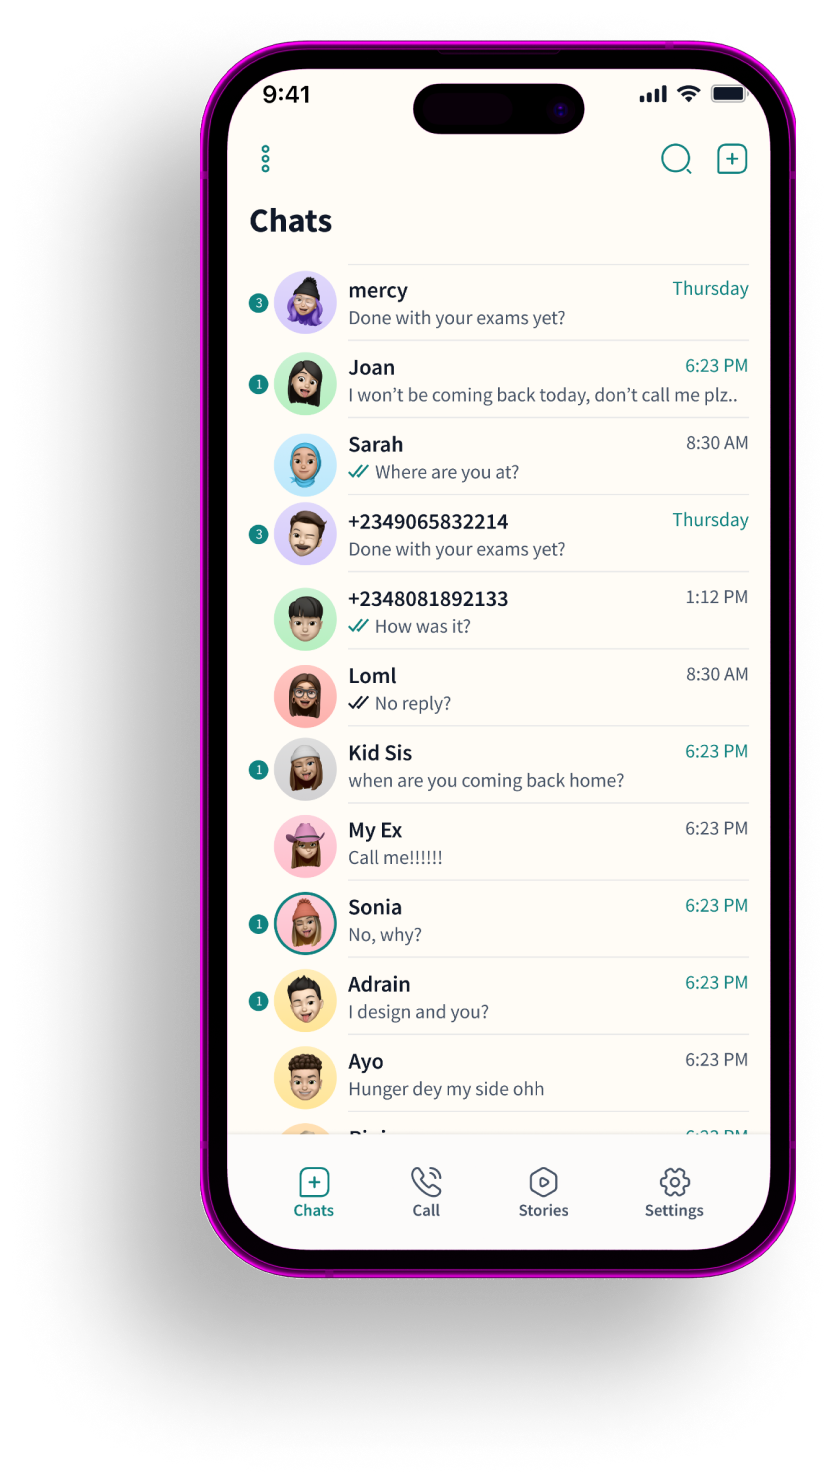 9:41
Chats
3
mercy
Thursday
Done with your exams yet?
1
Joan
6:23 PM
I won’t be coming back today, don’t call me plz..
Sarah
8:30 AM
Where are you at?
3
+2349065832214
Thursday
Done with your exams yet?
+2348081892133
1:12 PM
How was it?
Loml
8:30 AM
No reply?
1
Kid Sis
6:23 PM
when are you coming back home?
My Ex
6:23 PM
Call me!!!!!!
1
Sonia
6:23 PM
No, why?
1
Adrain
6:23 PM
I design and you?
Ayo
6:23 PM
Hunger dey my side ohh
6:23 PM
Chats
Call
Stories
Settings